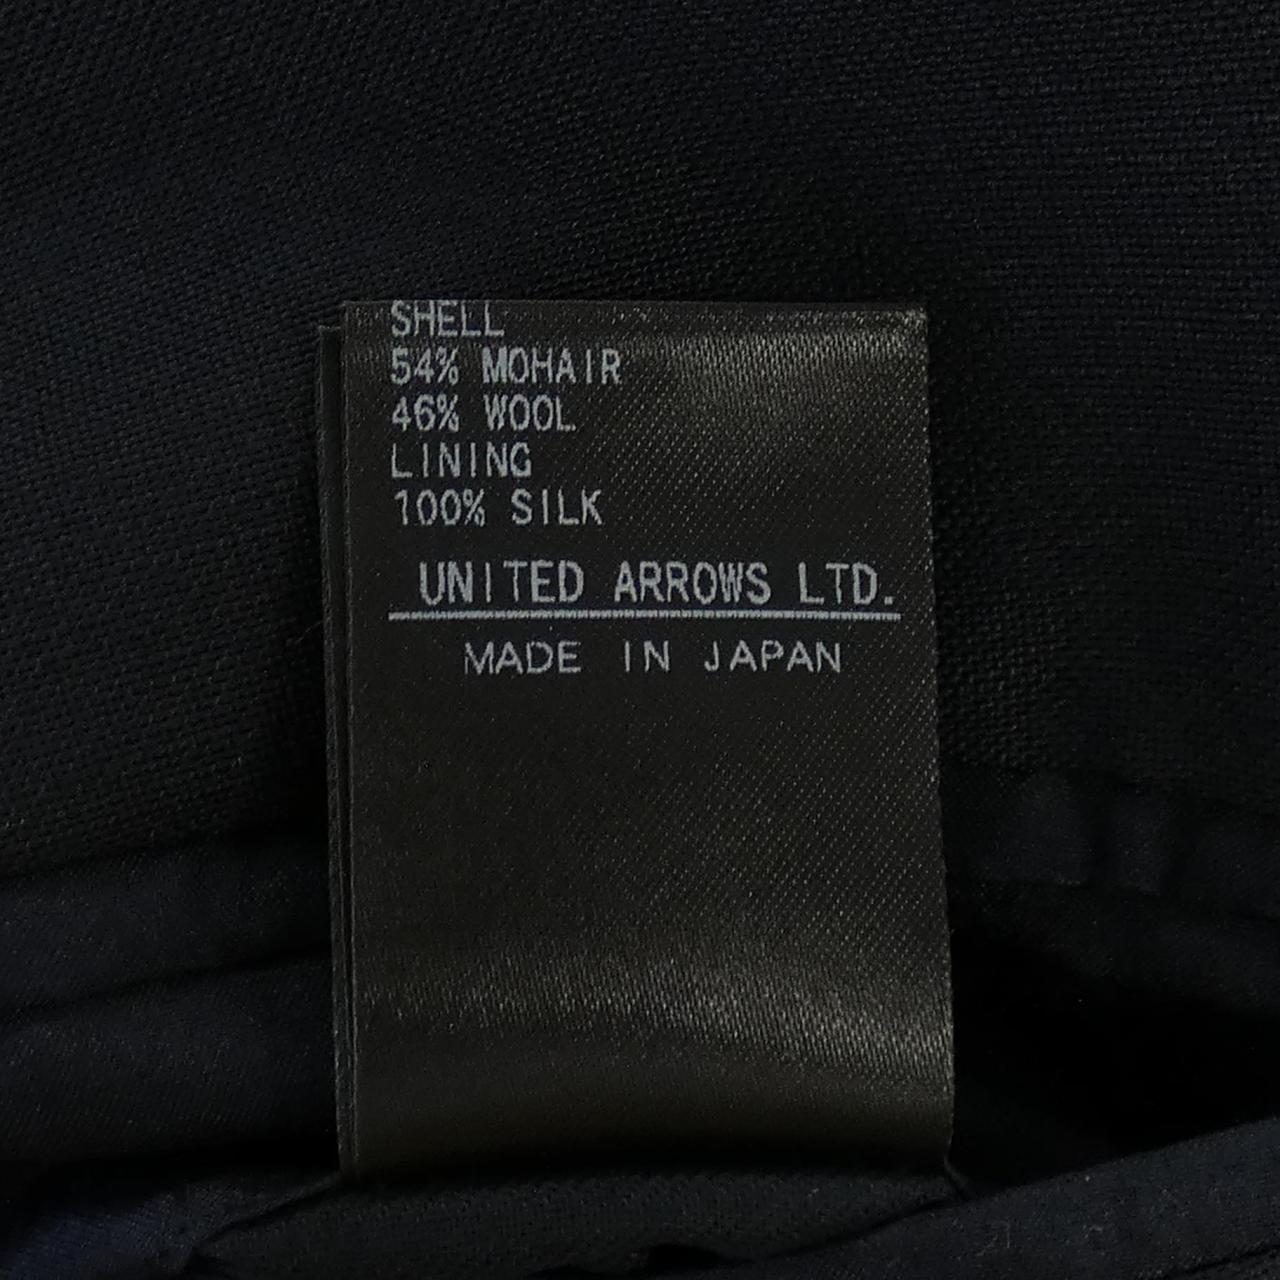 SHELL
54% MOHAIR
46% WOOL
LINING
100% SILK
UNITED ARROWS LTD.
MADE IN JAPAN